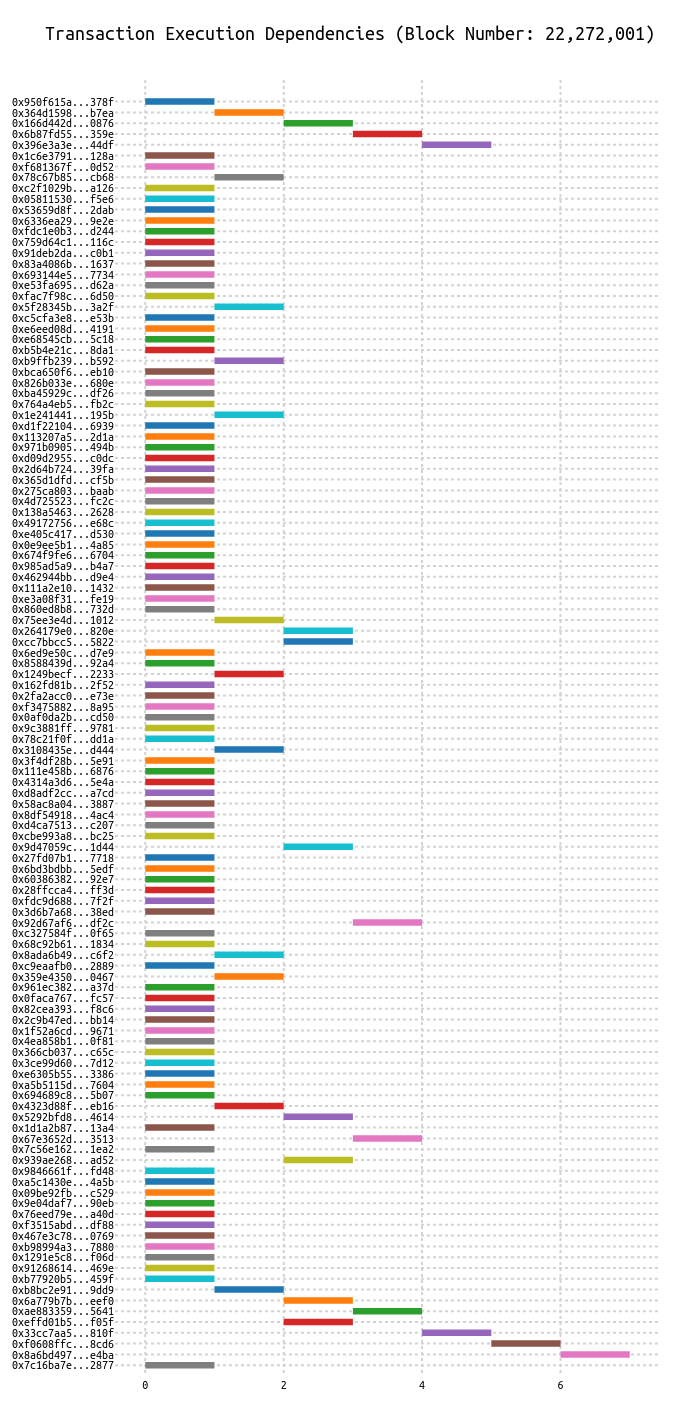 Transaction Execution Dependencies (Block Number: 22,272,001)
0x950f615a...378f
0x364d1598...b7ea
0x166d442d...0876
0x6b87fd55...359e
0x396e3a3e...44df
0x1c6e3791...128a
0xf681367f...0d52
0x78c67b85...cb68
0xc2f1029b...a126
0x05811530...f5e6
0x53659d8f...2dab
0x6336ea29...9e2e
0xfdc1e0b3...d244
0x759d64c1...116c
0x91deb2da...c0b1
0x83a4086b...1637
0x693144e5...7734
0xe53fa695...d62a
0xfac7f98c...6d50
0x5f28345b...3a2f
0xc5cfa3e8...e53b
0xe6eed08d...4191
0xe68545cb...5c18
0xb5b4e21c...8da1
0xb9ffb239...b592
0xbca650f6...eb10
0x826b033e...680e
0xba45929c...df26
0x764a4eb5...fb2c
0x1e241441...195b
0xd1f22104...6939
0x113207a5...2d1a
0x971b0905...494b
0xd09d2955...c0dc
0x2d64b724...39fa
0x365d1dfd...cf5b
0x275ca803...baab
0x4d725523...fc2c
0x138a5463...2628
0x49172756...e68c
0xe405c417...d530
0x0e9ee5b1...4a85
0x674f9fe6...6704
0x985ad5a9...b4a7
0x462944bb...d9e4
0x111a2e10...1432
0xe3a08f31...fe19
0x860ed8b8...732d
0x75ee3e4d...1012
0x264179e0...820e
0xcc7bbcc5...5822
0x6ed9e50c...d7e9
0x8588439d...92a4
0x1249becf...2233
0x162fd81b...2f52
0x2fa2acc0...e73e
0xf3475882...8a95
0x0af0da2b...cd50
0x9c3881ff...9781
0x78c21f0f...dd1a
0x3108435e...d444
0x3f4df28b...5e91
0x111e458b...6876
0x4314a3d6...5e4a
0xd8adf2cc...a7cd
0x58ac8a04...3887
0x8df54918...4ac4
0xd4ca7513...c207
0xcbe993a8...bc25
0x9d47059c...1d44
0x27fd07b1...7718
0x6bd3bdbb...5edf
0x60386382...92e7
0x28ffcca4...ff3d
0xfdc9d688...7f2f
0x3d6b7a68...38ed
0x92d67af6...df2c
0xc327584f...0f65
0x68c92b61...1834
0x8ada6b49...c6f2
0xc9eaafb0...2889
0x359e4350...0467
0x961ec382...a37d
0x0faca767...fc57
0x82cea393...f8c6
0x2c9b47ed...bb14
0x1f52a6cd...9671
0x4ea858b1...0f81
0x366cb037...c65c
0x3ce99d60...7d12
0xe6305b55...3386
0xa5b5115d...7604
0x694689c8...5b07
0x4323d88f...eb16
0x5292bfd8...4614
0x1d1a2b87...13a4
0x67e3652d...3513
0x7c56e162...1ea2
0x939ae268...ad52
0x9846661f...fd48
0xa5c1430e...4a5b
0x09be92fb...c529
0x9e04daf7...90eb
0x76eed79e...a40d
0xf3515abd...df88
0x467e3c78...0769
0xb98994a3...7880
0x1291e5c8...f06d
0x91268614...469e
0xb77920b5...459f
0xb8bc2e91...9dd9
0x6a779b7b...eef0
0xae883359...5641
0xeffd01b5...f05f
0x33cc7aa5...810f
0xf0608ffc...8cd6
0x8a6bd497...e4ba
0x7c16ba7e...2877
0 2 4 6